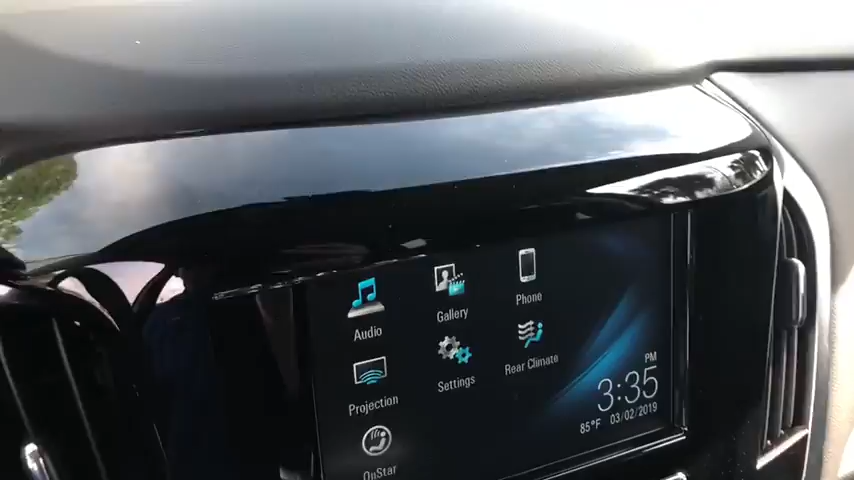 Audio
Gallery
Phone
Projection
Settings
Rear Climate
OnStar
PM
3:35
85°F 03/02/2019